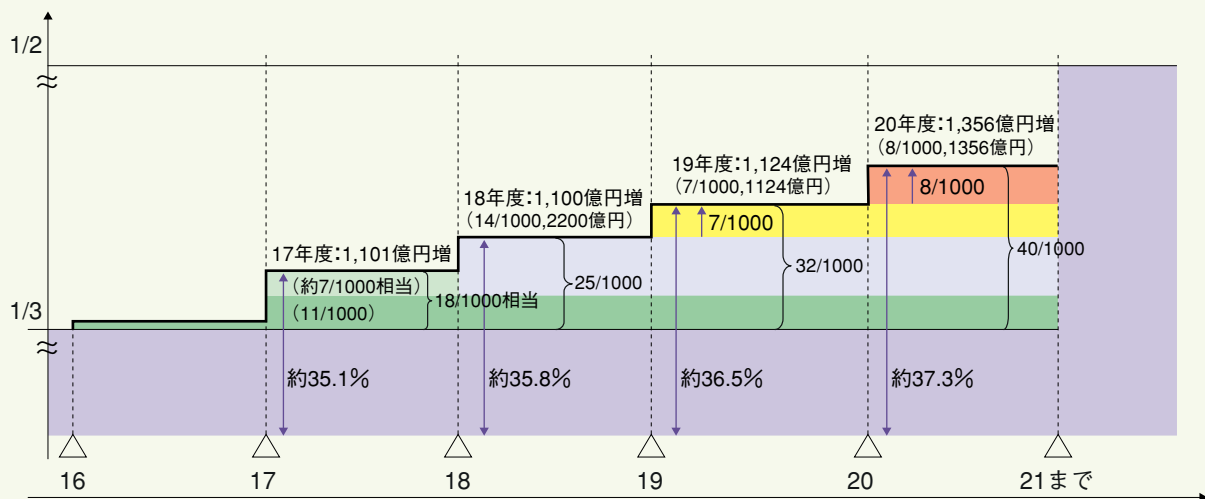 1/2
≈
20年度：1,356億円増
（8/1000,1356億円）
19年度：1,124億円増
（7/1000,1124億円）
8/1000
18年度：1,100億円増
（14/1000,2200億円）
7/1000
17年度：1,101億円増
40/1000
32/1000
25/1000
（約7/1000相当）
18/1000相当
（11/1000）
1/3
≈
約35.1％
約35.8％
約36.5％
約37.3％
16
17
18
19
20
21まで